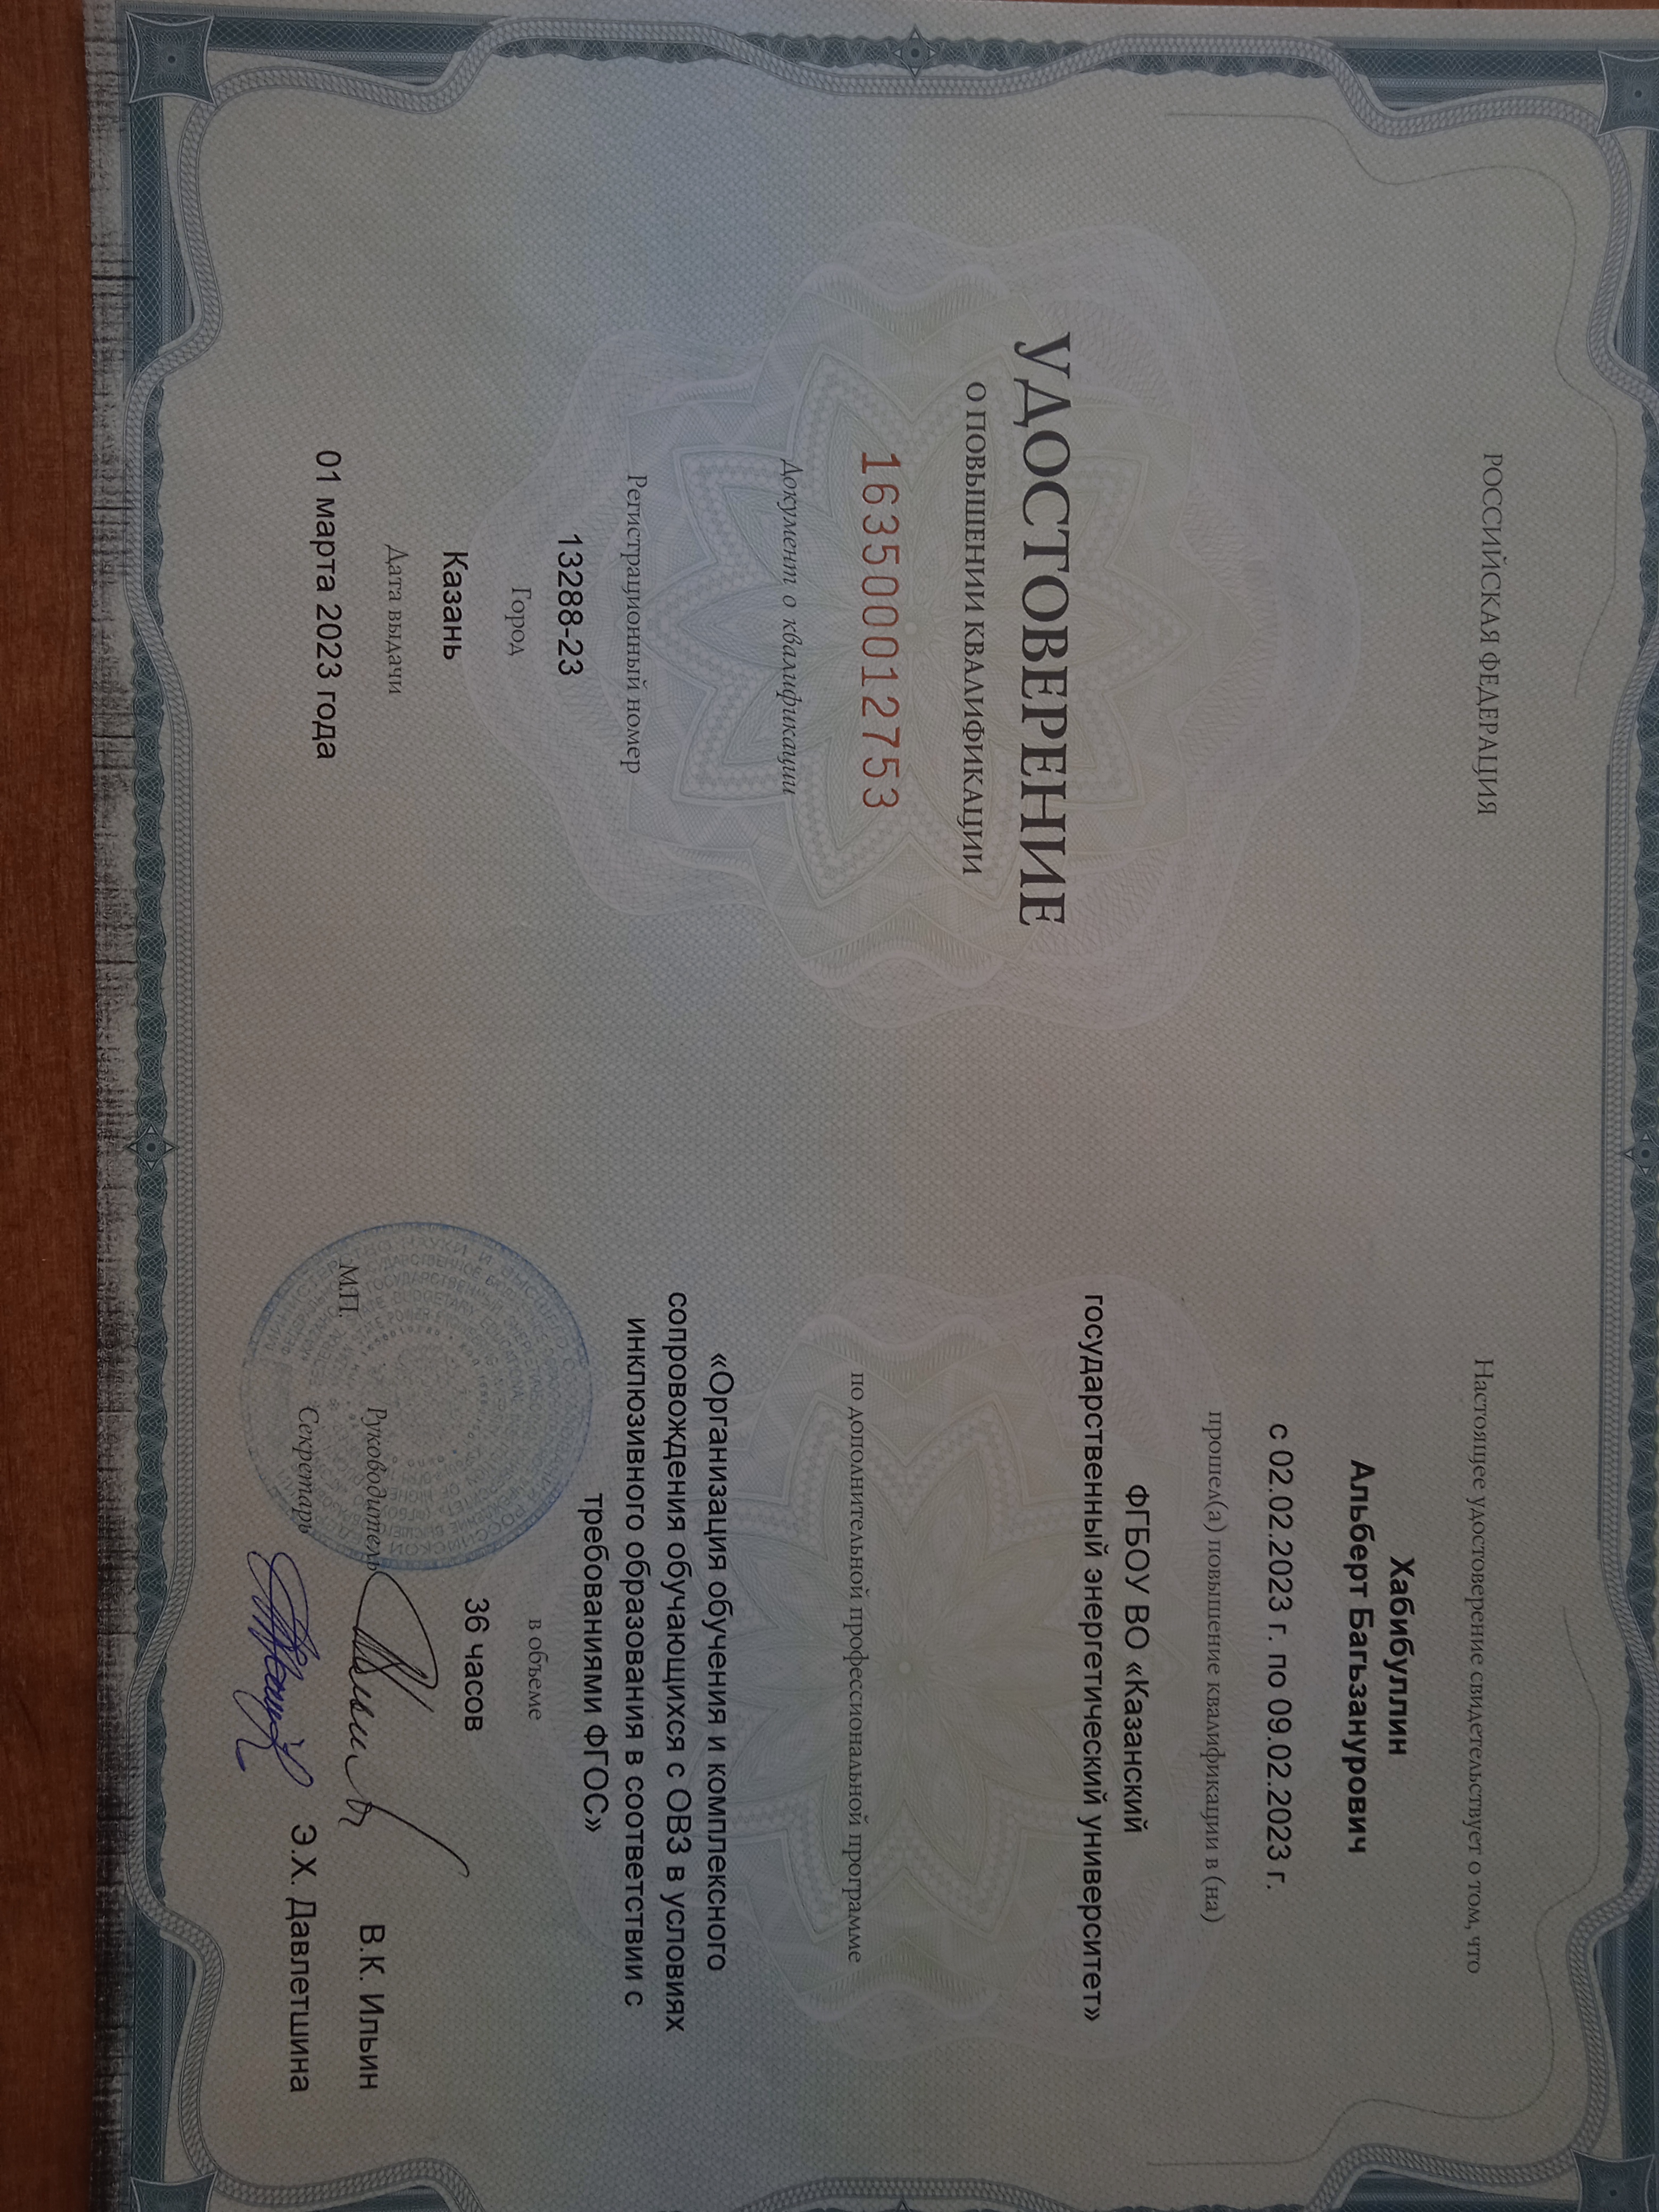 РОССИЙСКАЯ ФЕДЕРАЦИЯ
УДОСТОВЕРЕНИЕ
О ПОВЫШЕНИИ КВАЛИФИКАЦИИ
163500012753
Документ о квалификации
Регистрационный номер
13288-23
Город
Казань
Дата выдачи
01 марта 2023 года
Настоящее удостоверение свидетельствует о том, что
Хабибуллин
Альберт Багъзанурович
с 02.02.2023 г. по 09.02.2023 г.
прошел(а) повышение квалификации в (на)
ФГБОУ ВО «Казанский
государственный энергетический университет»
по дополнительной профессиональной программе
«Организация обучения и комплексного
сопровождения обучающихся с ОВЗ в условиях
инклюзивного образования в соответствии с
требованиями ФГОС»
в объеме
36 часов
М.П.
Руководитель
В.К. Ильин
Секретарь
Э.Х. Давлетшина